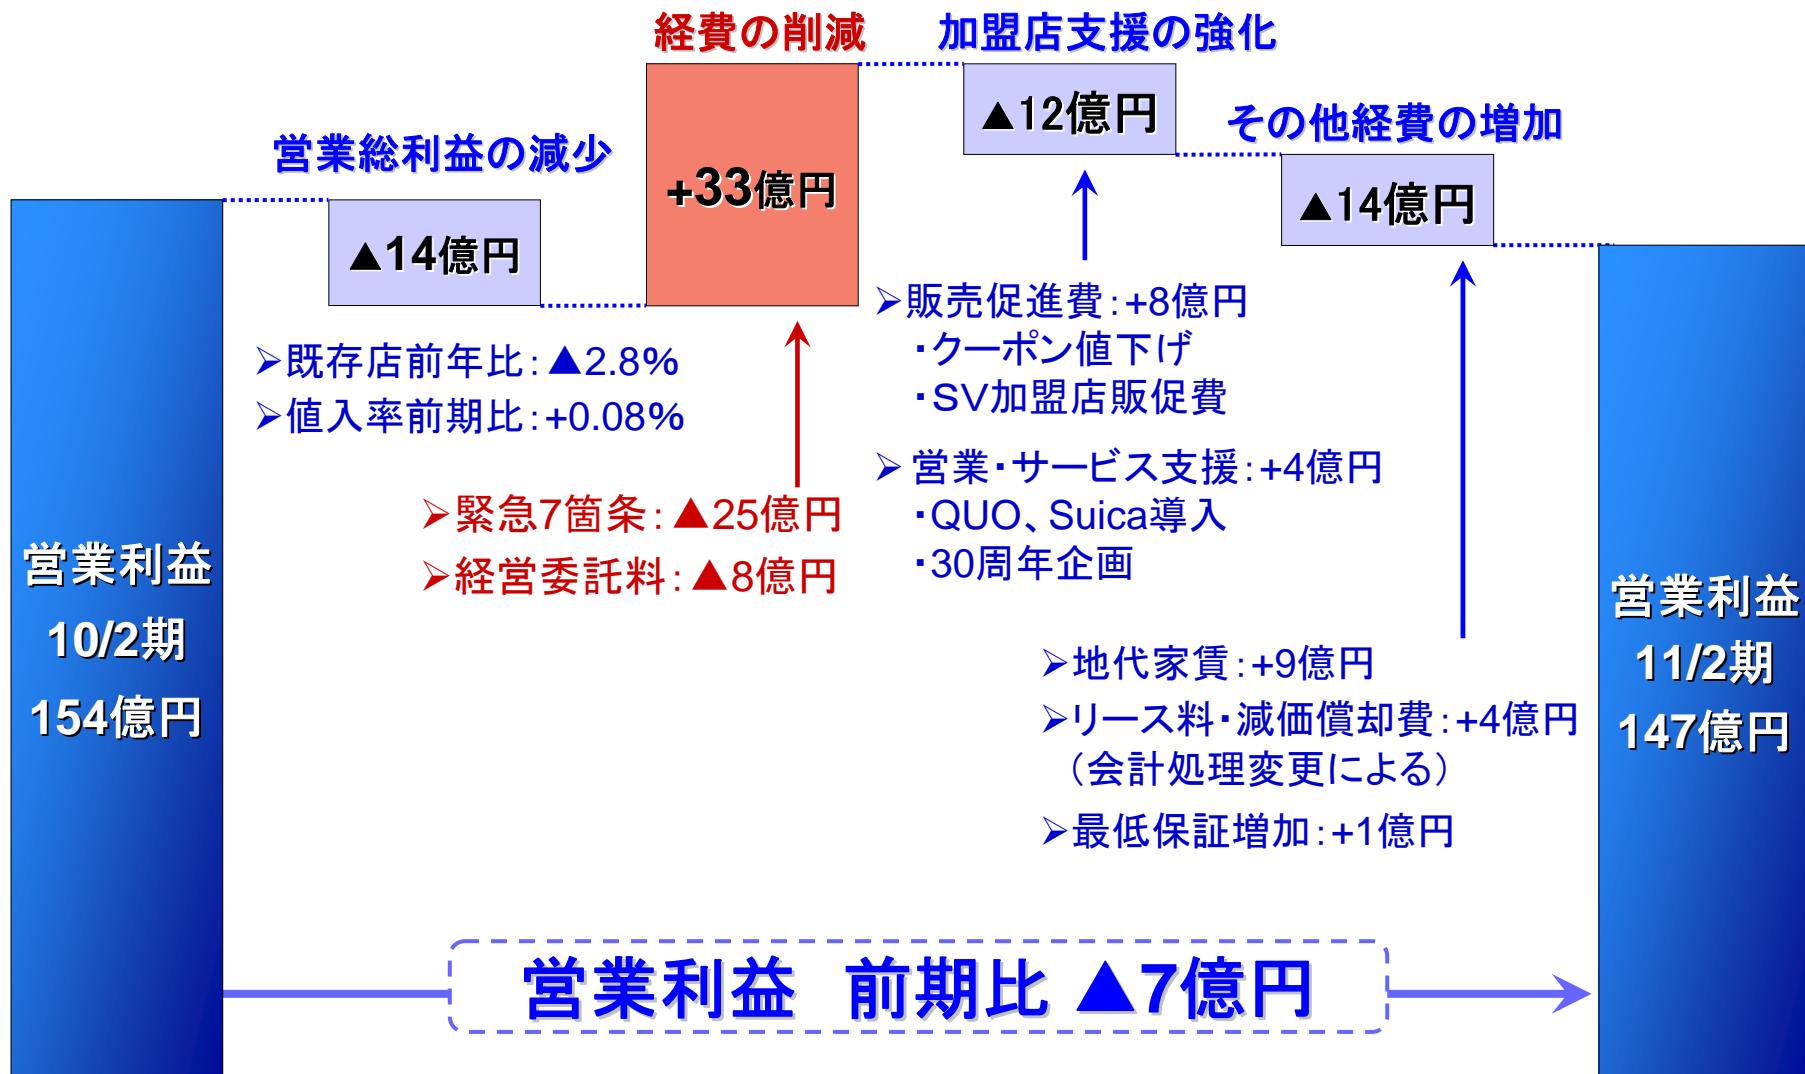 経費の削減
加盟店支援の強化
▲12億円
その他経費の増加
営業総利益の減少
+33億円
▲14億円
▲14億円
➢既存店前年比：▲2.8%
➢値入率前期比：+0.08%
➢緊急7箇条：▲25億円
➢経営委託料：▲8億円
➢販売促進費：+8億円
・クーポン値下げ
・SV加盟店販促費
➢営業・サービス支援：+4億円
・QUO、Suica導入
・30周年企画
➢地代家賃：+9億円
➢リース料・減価償却費：+4億円
（会計処理変更による）
➢最低保証増加：+1億円
営業利益
10/2期
154億円
営業利益
11/2期
147億円
営業利益　前期比 ▲7億円